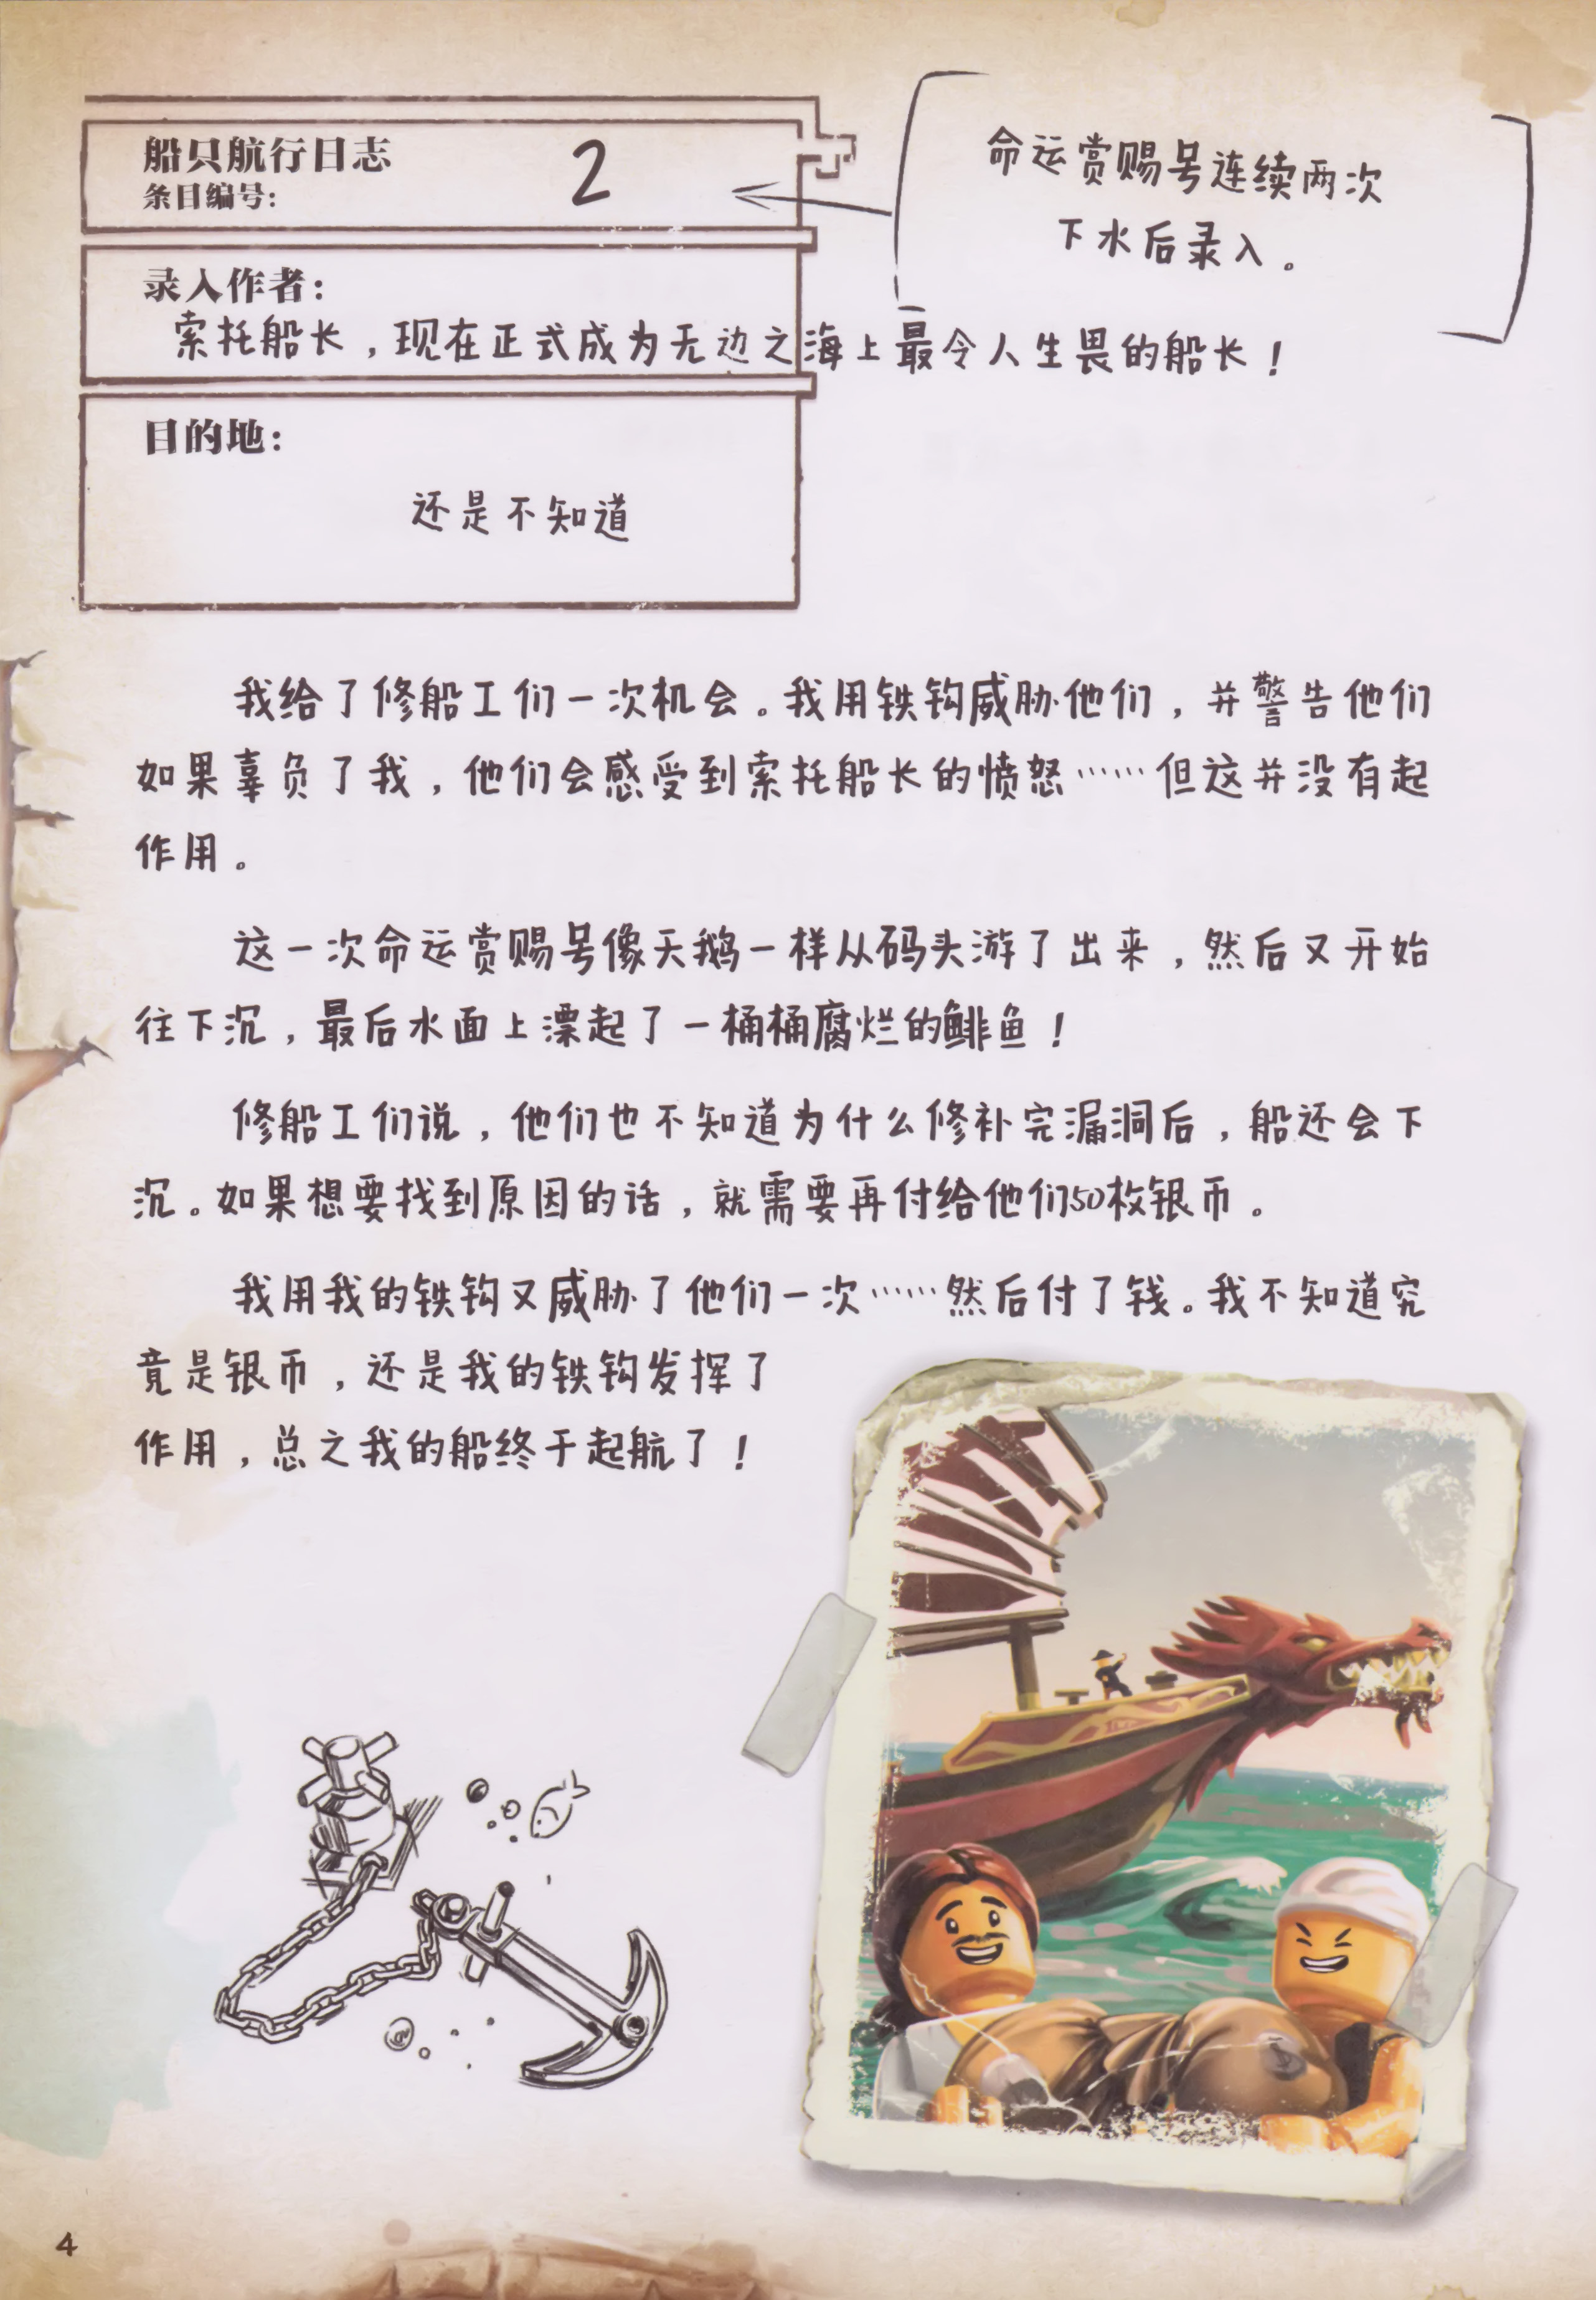 船只航行日志
条目编号：
2
命运赏赐号连续两次
下水后录入。
录入作者：
索托船长，现在正式成为无边之海上最令人生畏的船长！
目的地：
还是不知道
我给了修船工们一次机会。我用铁钩威胁他们，并警告他们
如果辜负了我，他们会感受到索托船长的愤怒……但这并没有起
作用。
这一次命运赏赐号像天鹅一样从码头游了出来，然后又开始
往下沉，最后水面上漂起了一桶桶腐烂的鲱鱼！
修船工们说，他们也不知道为什么修补完漏洞后，船还会下
沉。如果想要找到原因的话，就需要再付给他们50枚银币。
我用我的铁钩又威胁了他们一次……然后付了钱。我不知道究
竟是银币，还是我的铁钩发挥了
作用，总之我的船终于起航了！
4